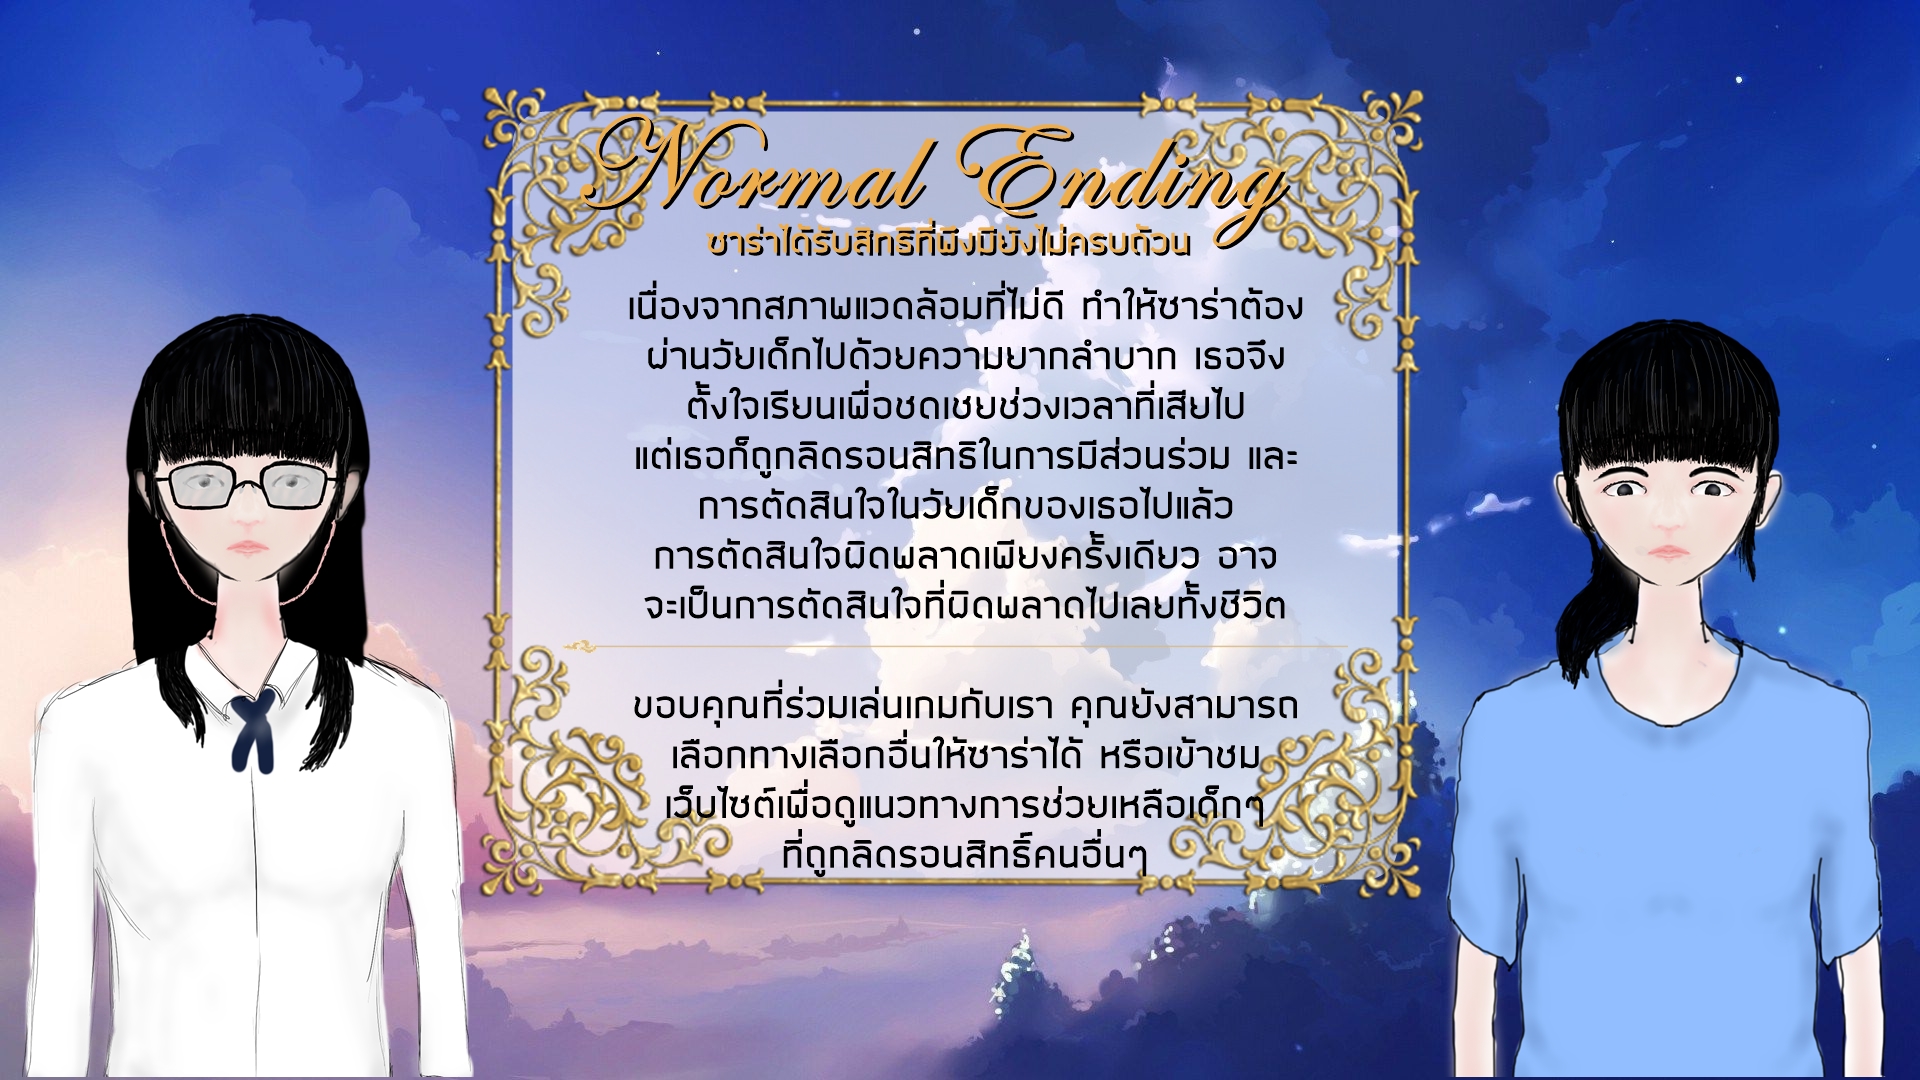 Normal Ending
ซาร่าได้รับสิทธิที่พึงมียังไม่ครบถ้วน
เนื่องจากสภาพแวดล้อมที่ไม่ดี ทำให้ซาร่าต้อง
ผ่านวัยเด็กไปด้วยความยากลำบาก เธอจึง
ตั้งใจเรียนเพื่อชดเชยช่วงเวลาที่เสียไป
แต่เธอก็ถูกลิดรอนสิทธิในการมีส่วนร่วม และ
การตัดสินใจในวัยเด็กของเธอไปแล้ว
การตัดสินใจผิดพลาดเพียงครั้งเดียว อาจ
จะเป็นการตัดสินใจที่ผิดพลาดไปเลยทั้งชีวิต
ขอบคุณที่ร่วมเล่นเกมกับเรา คุณยังสามารถ
เลือกทางเลือกอื่นให้ซาร่าได้ หรือเข้าชม
เว็บไซต์เพื่อดูแนวทางการช่วยเหลือเด็กๆ
ที่ถูกลิดรอนสิทธิ์คนอื่นๆ